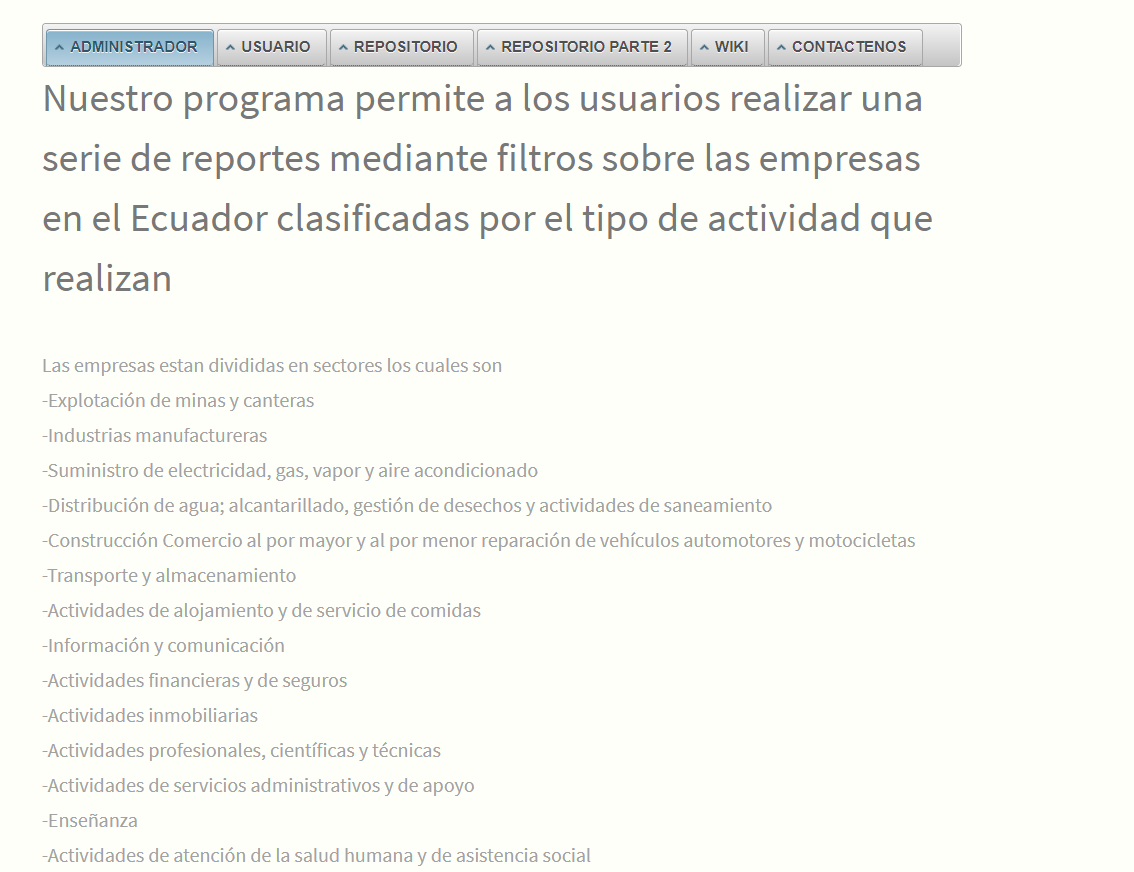 ADMINISTRADOR USUARIO REPOSITORIO REPOSITORIO PARTE 2 WIKI CONTACTENOS
Nuestro programa permite a los usuarios realizar una
serie de reportes mediante filtros sobre las empresas
en el Ecuador clasificadas por el tipo de actividad que
realizan
Las empresas estan divididas en sectores los cuales son
-Explotación de minas y canteras
-Industrias manufactureras
-Suministro de electricidad, gas, vapor y aire acondicionado
-Distribución de agua; alcantarillado, gestión de desechos y actividades de saneamiento
-Construcción Comercio al por mayor y al por menor reparación de vehículos automotores y motocicletas
-Transporte y almacenamiento
-Actividades de alojamiento y de servicio de comidas
-Información y comunicación
-Actividades financieras y de seguros
-Actividades inmobiliarias
-Actividades profesionales, científicas y técnicas
-Actividades de servicios administrativos y de apoyo
-Enseñanza
-Actividades de atención de la salud humana y de asistencia social